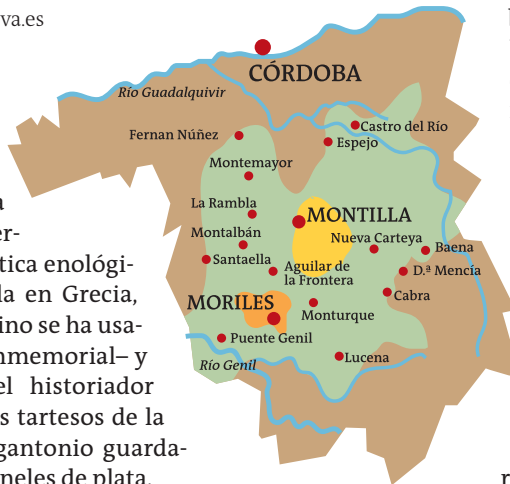 va.es
CÓRDOBA
Río Guadalquivir
Castro del Río
Fernan Núñez
Espejo
Montemayor
La Rambla
MONTILLA
Montalbán
Nueva Carteya
Baena
Santaella
Aguilar de
la Frontera
D.ª Mencía
Cabra
MORILES
Monturque
Puente Genil
Lucena
Río Genil
a
er-
tica enológi-
la en Grecia,
ino se ha usa-
nmemorial– y
el historiador
s tartesos de la
gantonio guarda-
neles de plata.
r